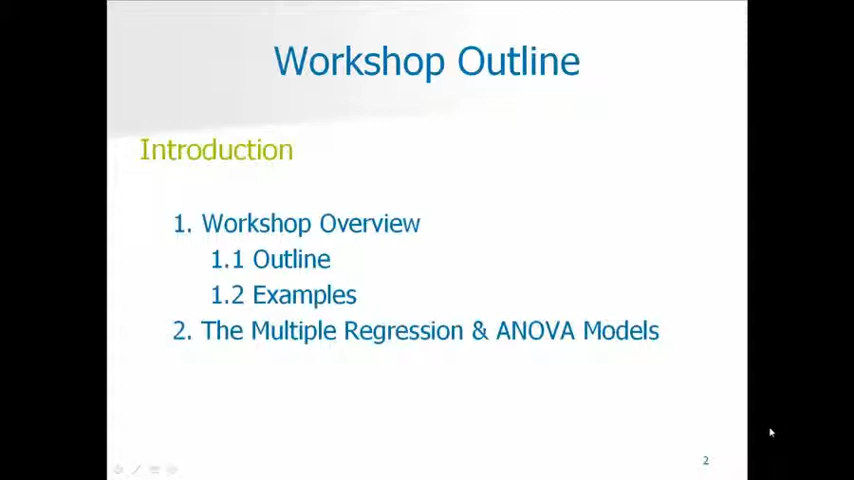 Workshop Outline
Introduction
1. Workshop Overview
1.1 Outline
1.2 Examples
2. The Multiple Regression & ANOVA Models
2